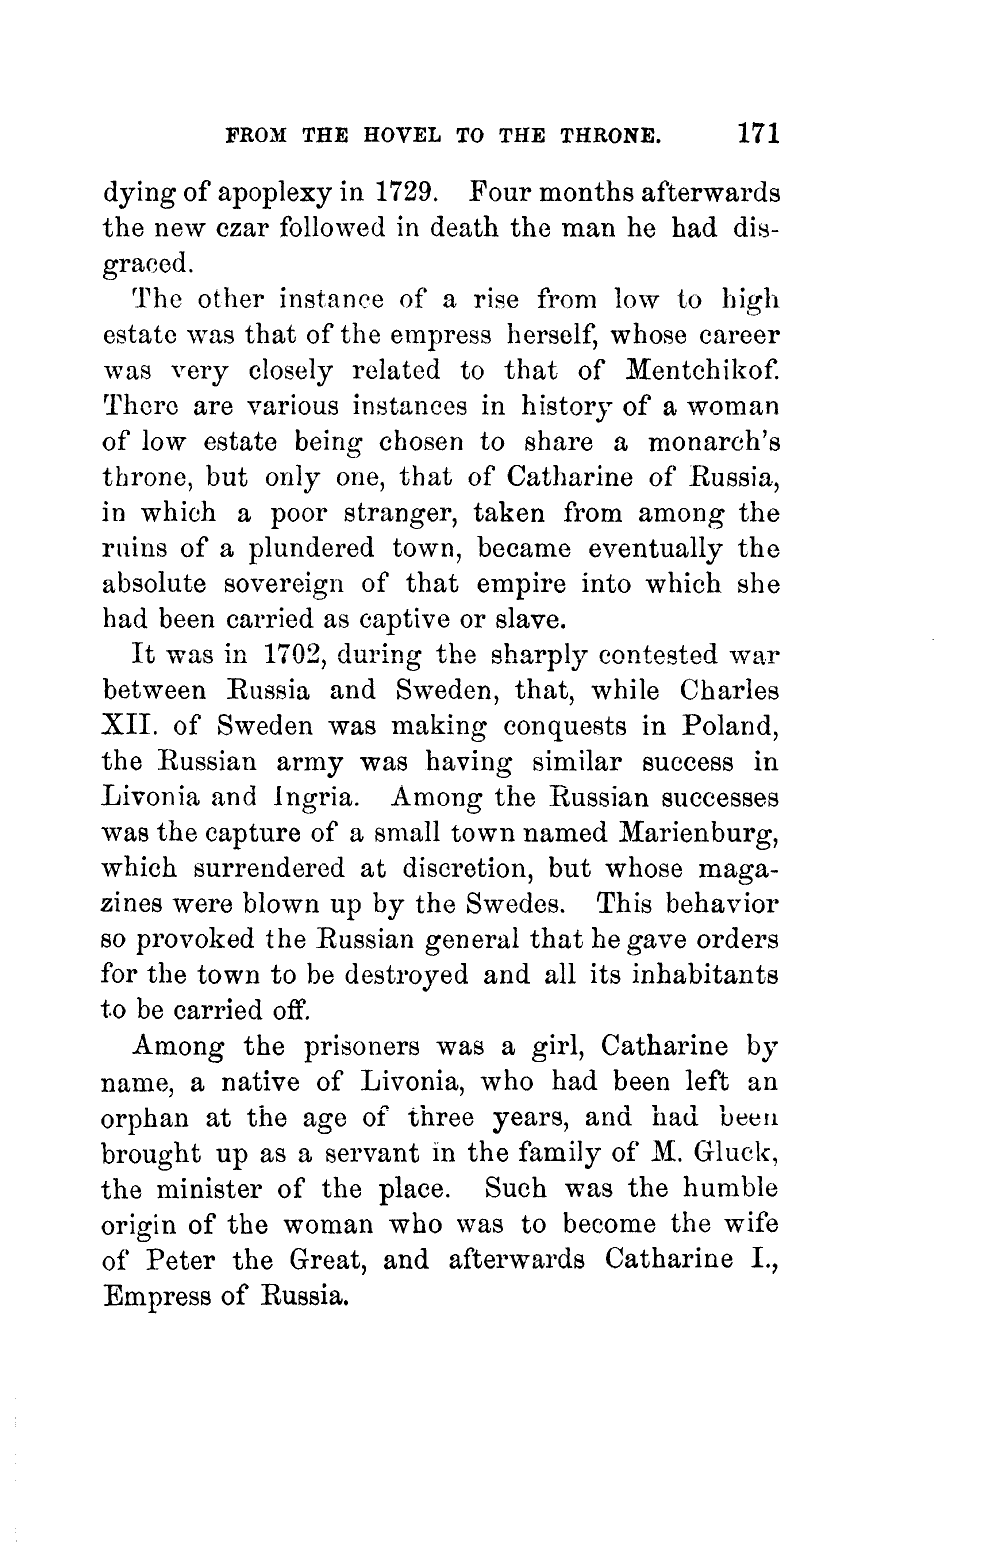 FROM THE HOVEL TO THE THRONE. 171
dying of apoplexy in 1729. Four months afterwards
the new czar followed in death the man he had dis-
graced.
The other instance of a rise from low to high
estate was that of the empress herself, whose career
was very closely related to that of Mentchikof.
There are various instances in history of a woman
of low estate being chosen to share a monarch's
throne, but only one, that of Catharine of Russia,
in which a poor stranger, taken from among the
ruins of a plundered town, became eventually the
absolute sovereign of that empire into which she
had been carried as captive or slave.
It was in 1702, during the sharply contested war
between Russia and Sweden, that, while Charles
XII. of Sweden was making conquests in Poland,
the Russian army was having similar success in
Livonia and Ingria. Among the Russian successes
was the capture of a small town named Marienburg,
which surrendered at discretion, but whose maga-
zines were blown up by the Swedes. This behavior
so provoked the Russian general that he gave orders
for the town to be destroyed and all its inhabitants
to be carried off.
Among the prisoners was a girl, Catharine by
name, a native of Livonia, who had been left an
orphan at the age of three years, and had been
brought up as a servant in the family of M. Gluck,
the minister of the place. Such was the humble
origin of the woman who was to become the wife
of Peter the Great, and afterwards Catharine I.,
Empress of Russia.